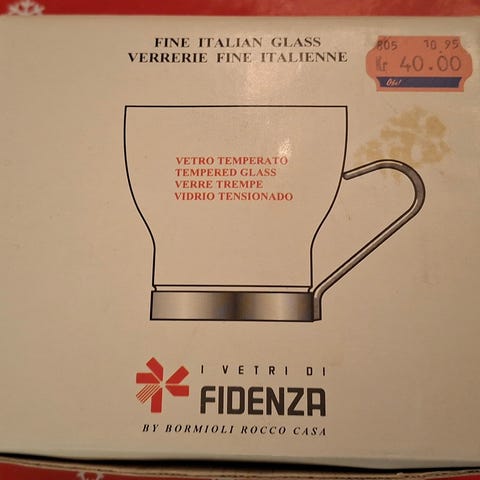 FINE ITALIAN GLASS
VERRERIE FINE ITALIENNE
805 10.95
Kr 40.00
Obs!
VETRO TEMPERATO
TEMPERED GLASS
VERRE TREMPE
VIDRIO TENSIONADO
I VETRI DI
FIDENZA
BY BORMIOLI ROCCO CASA